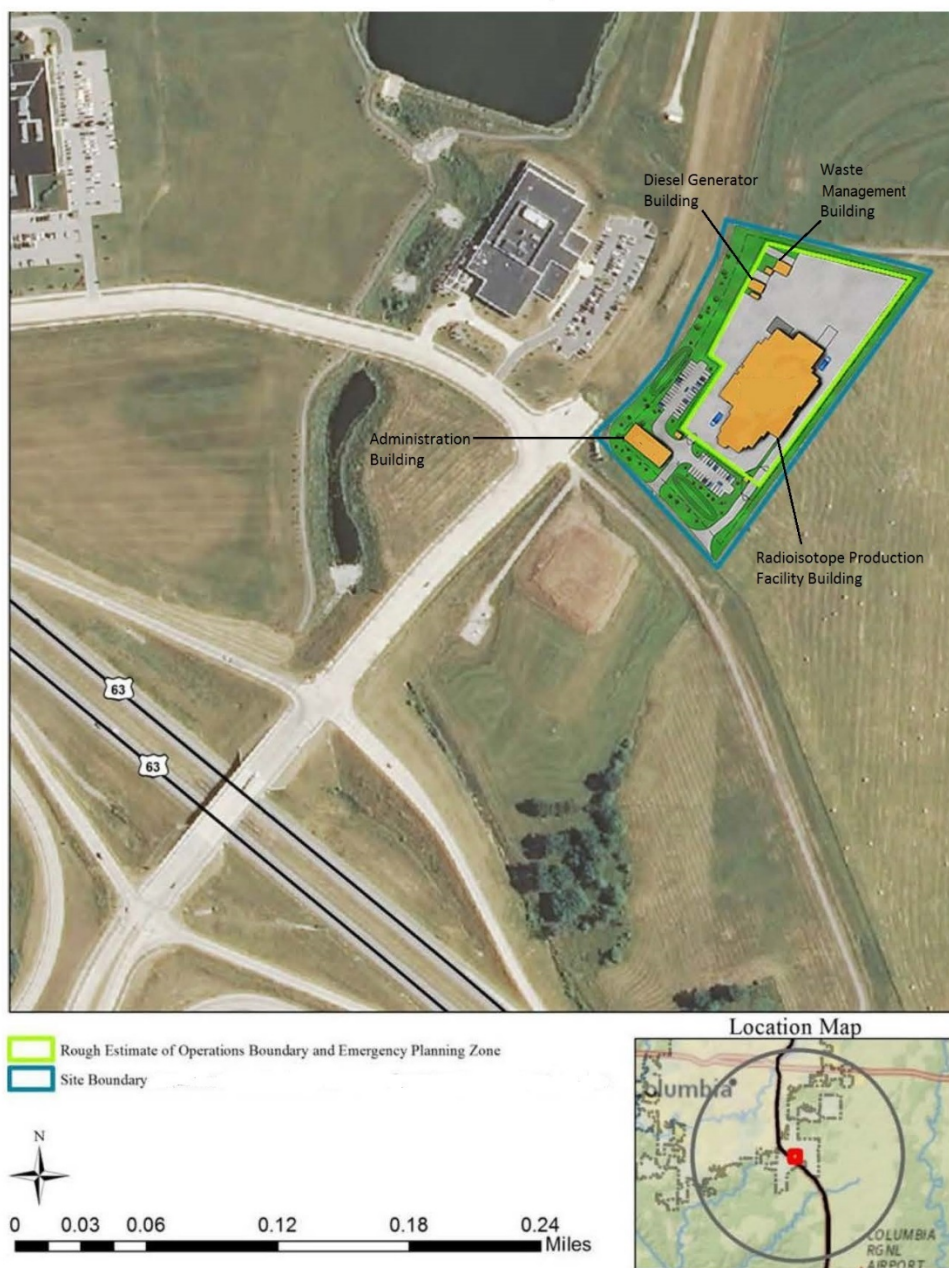 Diesel Generator
Building
Waste
Management
Building
Administration
Building
Radioisotope Production
Facility Building
63
63
Rough Estimate of Operations Boundary and Emergency Planning Zone
Site Boundary
Location Map
olumbia
COLUMBIA
RGNL
AIRPORT
N
0 0.03 0.06 0.12 0.18 0.24
Miles